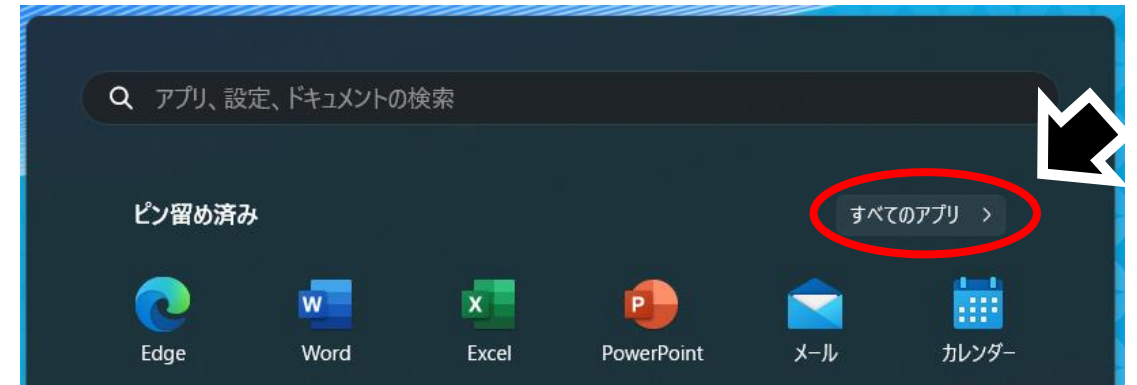 アプリ、設定、ドキュメントの検索
ピン留め済み
すべてのアプリ >
W
X
P
Edge
Word
Excel
PowerPoint
メール
カレンダー